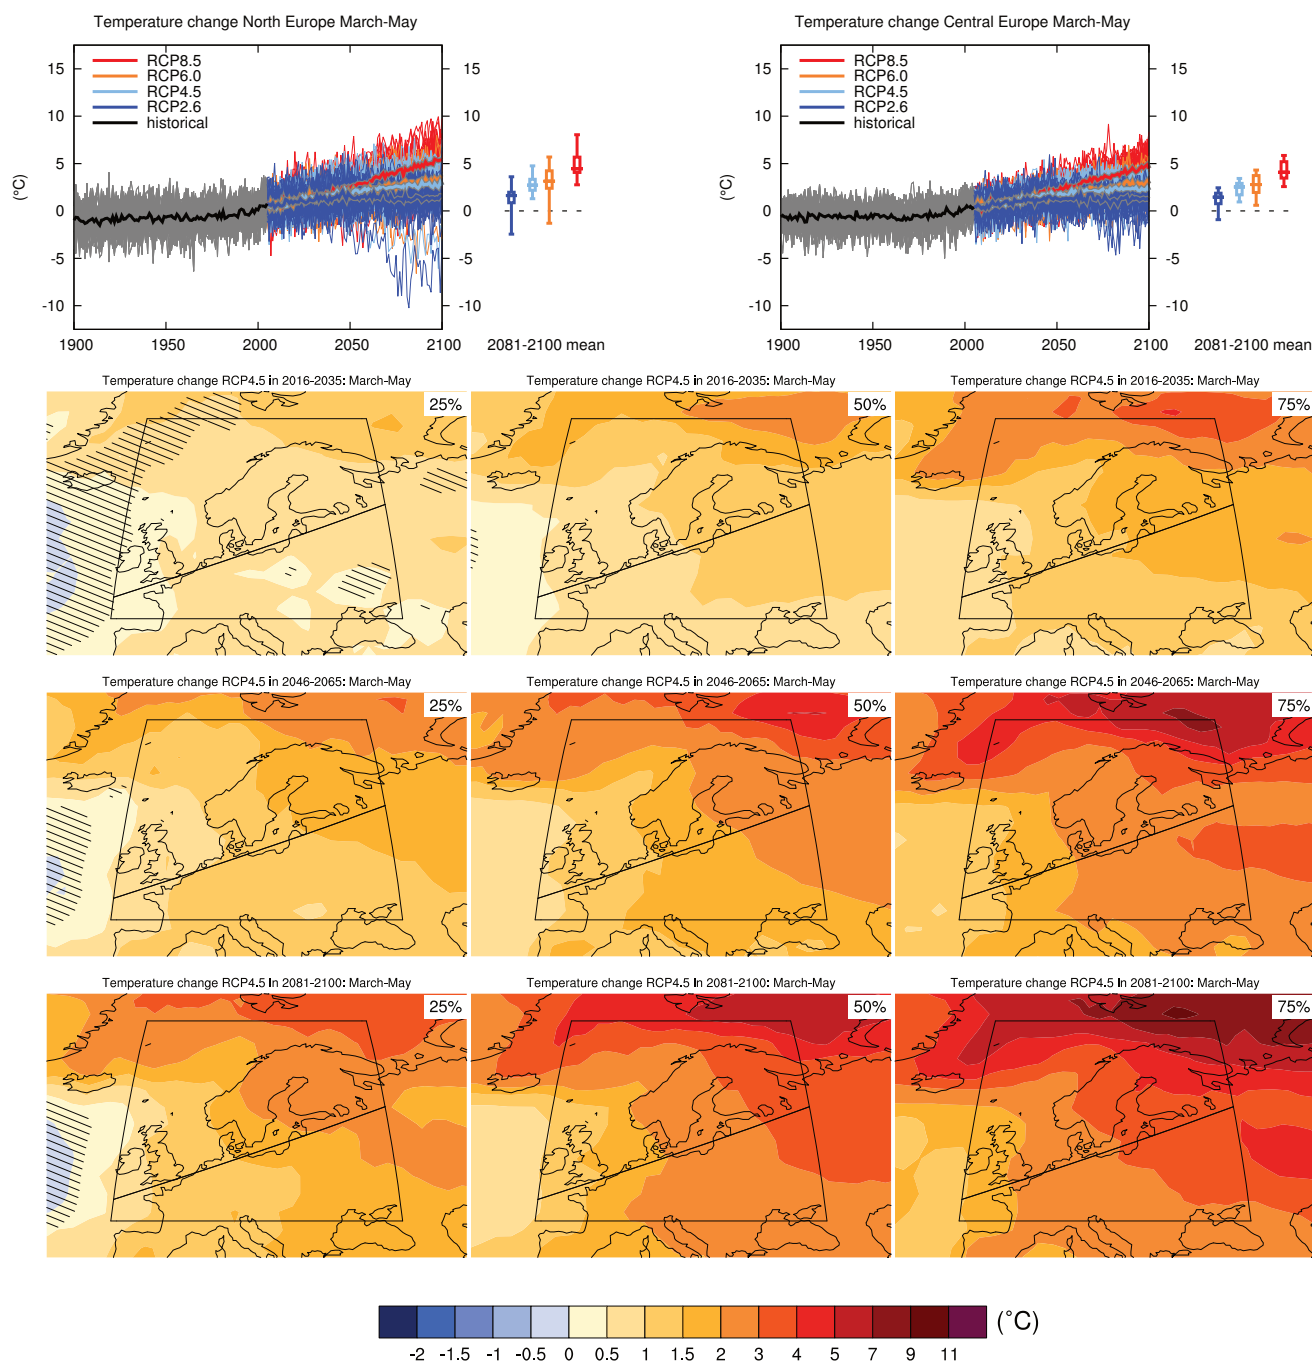 Temperature change North Europe March-May
Temperature change Central Europe March-May
RCP8.5
RCP6.0
RCP4.5
RCP2.6
historical
(°C)
15
10
5
0
-5
-10
15
10
5
0
-5
-10
1900
1950
2000
2050
2100
2081-2100 mean
RCP8.5
RCP6.0
RCP4.5
RCP2.6
historical
(°C)
15
10
5
0
-5
-10
15
10
5
0
-5
-10
1900
1950
2000
2050
2100
2081-2100 mean
Temperature change RCP4.5 in 2016-2035: March-May
25%
Temperature change RCP4.5 in 2016-2035: March-May
50%
Temperature change RCP4.5 in 2016-2035: March-May
75%
Temperature change RCP4.5 in 2046-2065: March-May
25%
Temperature change RCP4.5 in 2046-2065: March-May
50%
Temperature change RCP4.5 in 2046-2065: March-May
75%
Temperature change RCP4.5 in 2081-2100: March-May
25%
Temperature change RCP4.5 in 2081-2100: March-May
50%
Temperature change RCP4.5 in 2081-2100: March-May
75%
(°C)
-2 -1.5 -1 -0.5 0 0.5 1 1.5 2 3 4 5 7 9 11